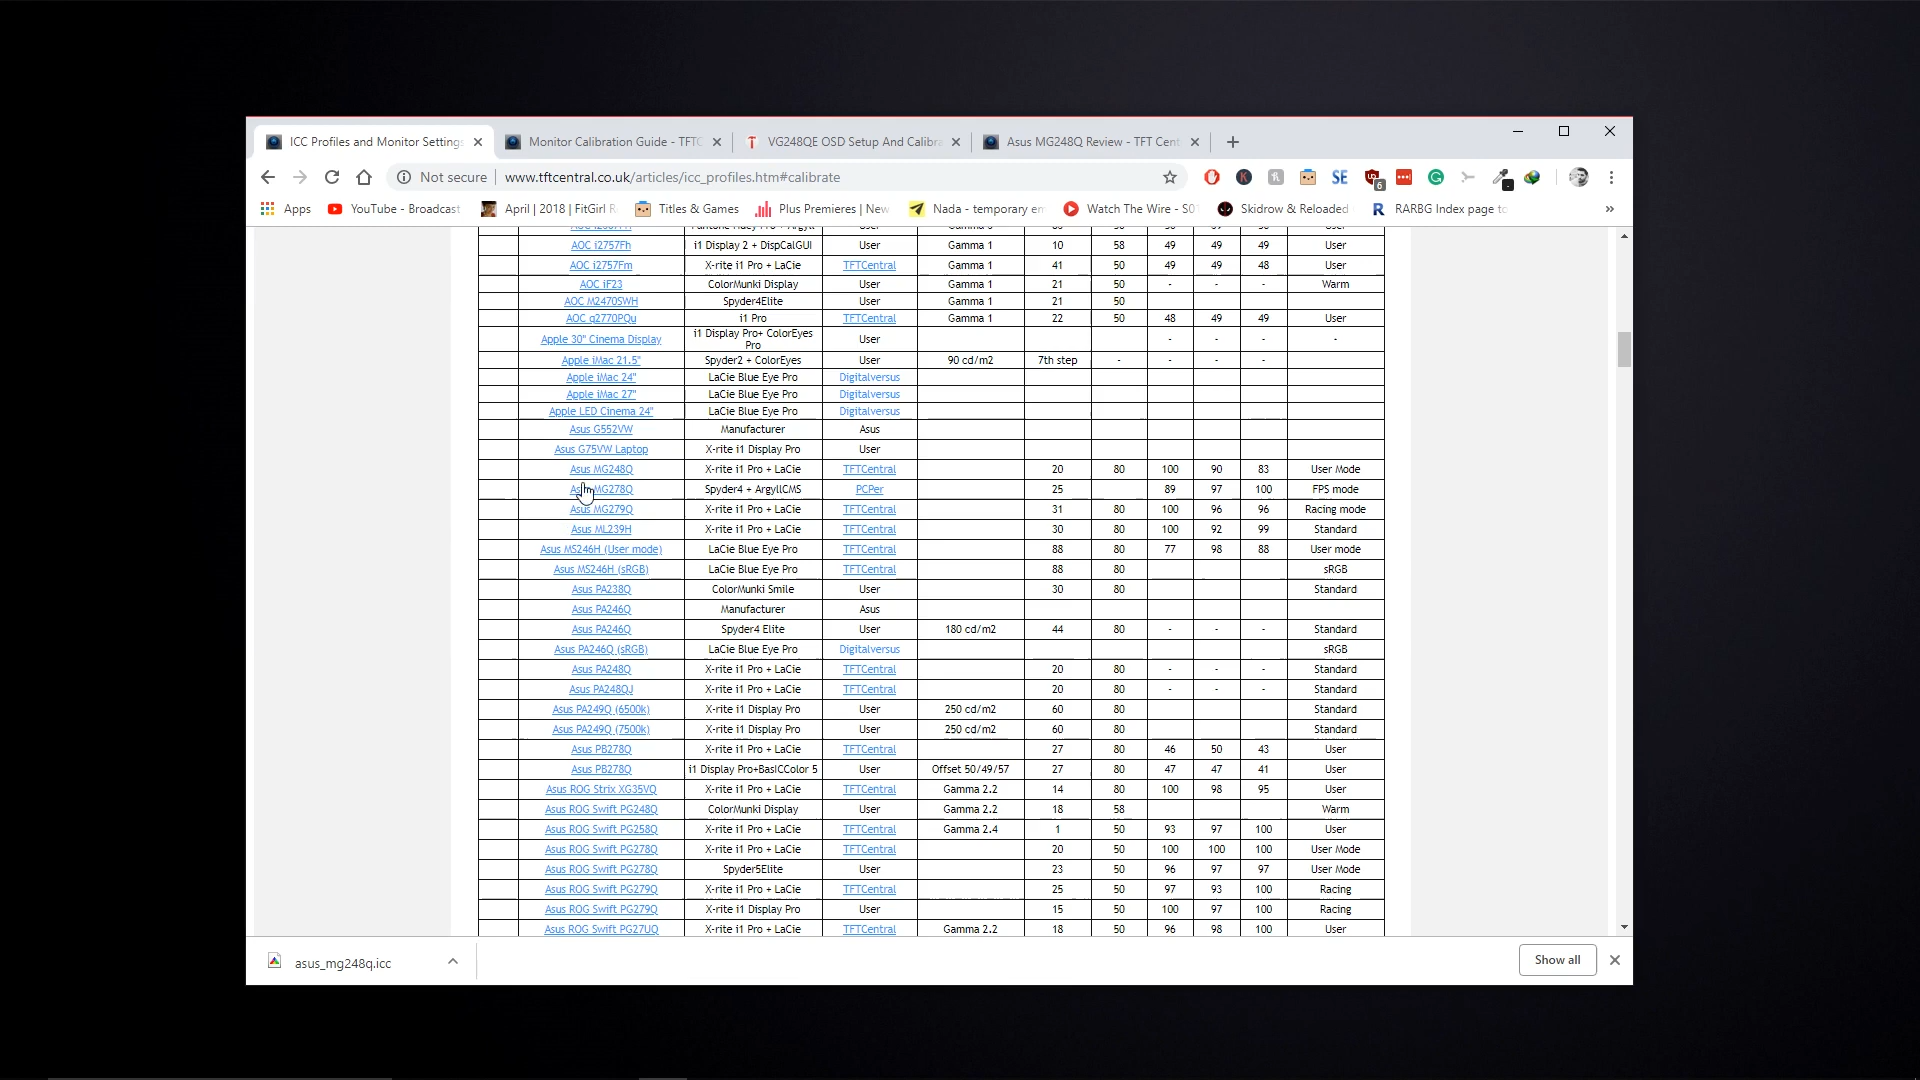 ICC Profiles and Monitor Settings
Monitor Calibration Guide - TFTC
VG248QE OSD Setup And Calibra
Asus MG248Q Review - TFT Cent
Not secure www.tftcentral.co.uk/articles/icc_profiles.htm#calibrate
6
Apps YouTube - Broadcast April | 2018 | FitGirl R Titles & Games Plus Premieres | New Nada - temporary em Watch The Wire - S0 Skidrow & Reloaded RARBG Index page to »
AOC i2757Fh i1 Display 2 + DispCalGUI User Gamma 1 10 58 49 49 49 User
AOC i2757Fm X-rite i1 Pro + LaCie TFTCentral Gamma 1 41 50 49 49 48 User
AOC iF23 ColorMunki Display User Gamma 1 21 50 - - - Warm
AOC M2470SWH Spyder4Elite User Gamma 1 21 50
AOC q2770PQu i1 Pro TFTCentral Gamma 1 22 50 48 49 49 User
Apple 30" Cinema Display i1 Display Pro+ ColorEyes Pro User - - - -
Apple iMac 21.5" Spyder2 + ColorEyes User 90 cd/m2 7th step - - - -
Apple iMac 24" LaCie Blue Eye Pro Digitalversus
Apple iMac 27" LaCie Blue Eye Pro Digitalversus
Apple LED Cinema 24" LaCie Blue Eye Pro Digitalversus
Asus G552VW Manufacturer Asus
Asus G75VW Laptop X-rite i1 Display Pro User
Asus MG248Q X-rite i1 Pro + LaCie TFTCentral 20 80 100 90 83 User Mode
Asus MG278Q Spyder4 + ArgyllCMS PCPer 25 89 97 100 FPS mode
Asus MG279Q X-rite i1 Pro + LaCie TFTCentral 31 80 100 96 96 Racing mode
Asus ML239H X-rite i1 Pro + LaCie TFTCentral 30 80 100 92 99 Standard
Asus MS246H (User mode) LaCie Blue Eye Pro TFTCentral 88 80 77 98 88 User mode
Asus MS246H (sRGB) LaCie Blue Eye Pro TFTCentral 88 80 sRGB
Asus PA238Q ColorMunki Smile User 30 80 Standard
Asus PA246Q Manufacturer Asus
Asus PA246Q Spyder4 Elite User 180 cd/m2 44 80 - - - Standard
Asus PA246Q (sRGB) LaCie Blue Eye Pro Digitalversus sRGB
Asus PA248Q X-rite i1 Pro + LaCie TFTCentral 20 80 - - - Standard
Asus PA248QJ X-rite i1 Pro + LaCie TFTCentral 20 80 - - - Standard
Asus PA249Q (6500k) X-rite i1 Display Pro User 250 cd/m2 60 80 Standard
Asus PA249Q (7500k) X-rite i1 Display Pro User 250 cd/m2 60 80 Standard
Asus PB278Q X-rite i1 Pro + LaCie TFTCentral 27 80 46 50 43 User
Asus PB278Q i1 Display Pro+BasICColor 5 User Offset 50/49/57 27 80 47 47 41 User
Asus ROG Strix XG35VQ X-rite i1 Pro + LaCie TFTCentral Gamma 2.2 14 80 100 98 95 User
Asus ROG Swift PG248Q ColorMunki Display User Gamma 2.2 18 58 Warm
Asus ROG Swift PG258Q X-rite i1 Pro + LaCie TFTCentral Gamma 2.4 1 50 93 97 100 User
Asus ROG Swift PG278Q X-rite i1 Pro + LaCie TFTCentral 20 50 100 100 100 User Mode
Asus ROG Swift PG278Q Spyder5Elite User 23 50 96 97 97 User Mode
Asus ROG Swift PG279Q X-rite i1 Pro + LaCie TFTCentral 25 50 97 93 100 Racing
Asus ROG Swift PG279Q X-rite i1 Display Pro User 15 50 100 97 100 Racing
Asus ROG Swift PG27UQ X-rite i1 Pro + LaCie TFTCentral Gamma 2.2 18 50 96 98 100 User
asus_mg248q.icc
Show all